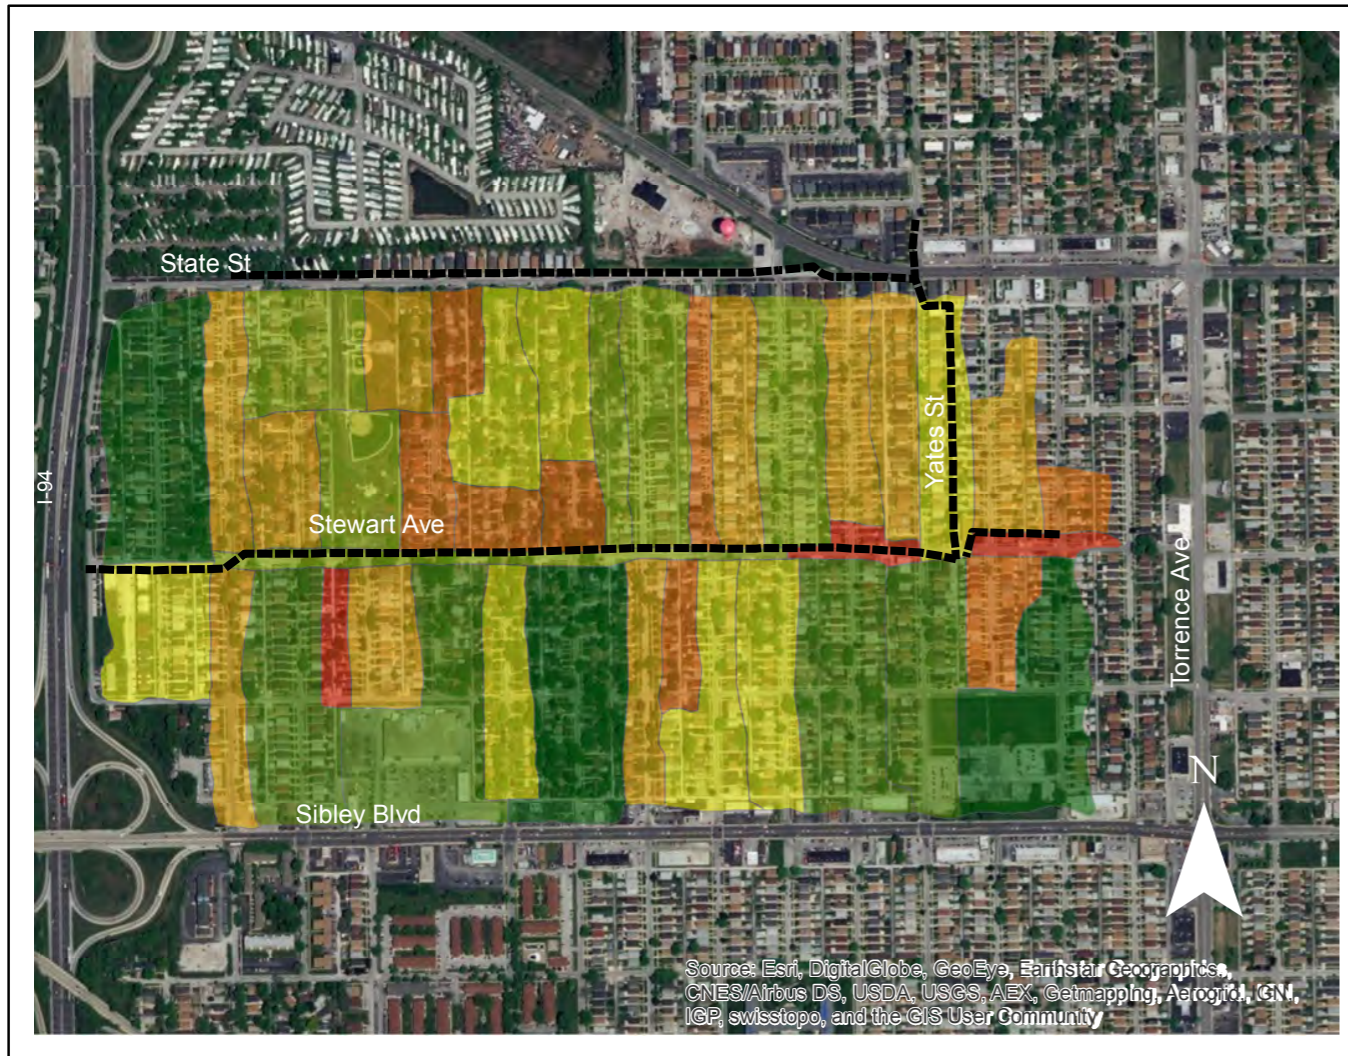 State St
Yates St
I-94
Stewart Ave
Torrence Ave
N
Sibley Blvd
Source: Esri, DigitalGlobe, GeoEye, Earthstar Geographics,
CNES/Airbus DS, USDA, USGS, AEX, Getmapping, Aerogrid, IGN,
IGP, swisstopo, and the GIS User Community